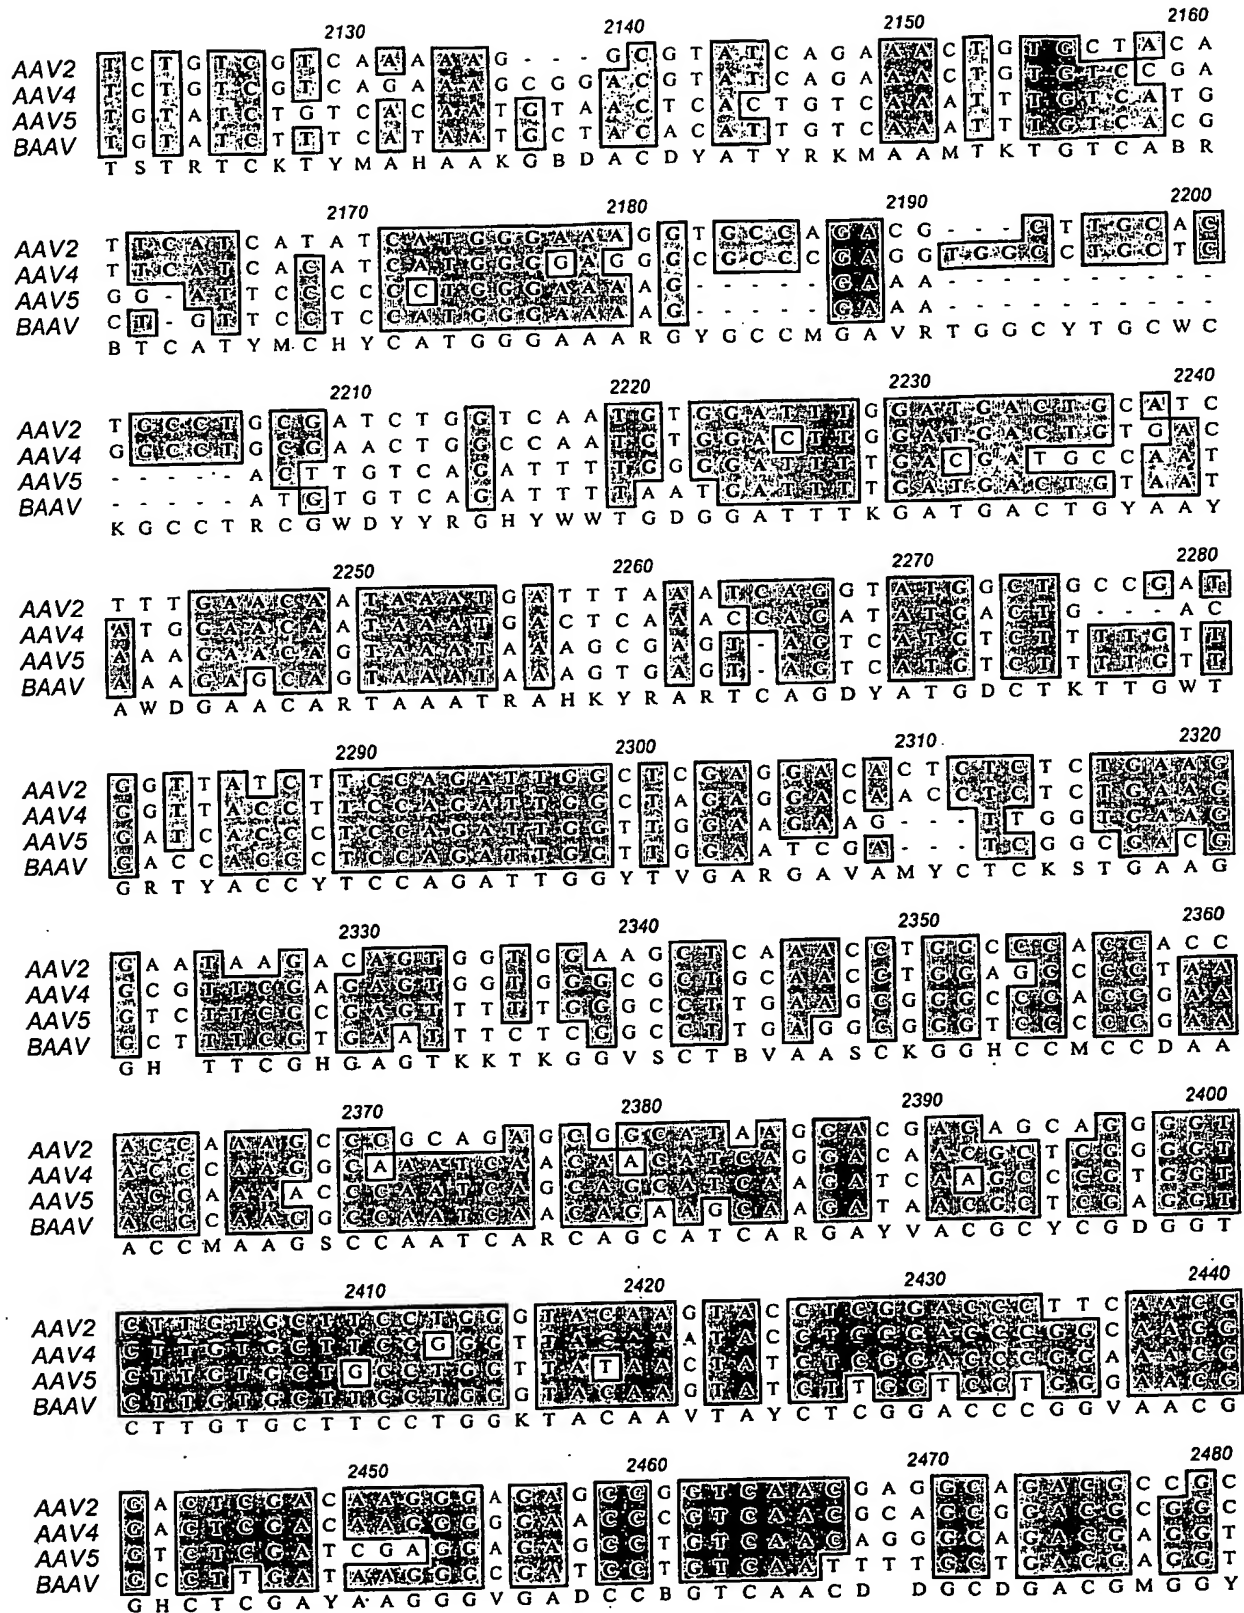 2130 2140 2150 2160
AAV2 T C T G T C G T C A A A A A G - - - G C G T A T C A G A A A C T G T G C T A C A
AAV4 T C T G T C G T C A G A A A G C G G A C G T A T C A G A A A C T G T G T C C G A
AAV5 T G T A T C T G T C A C A A T G T A A C T C A C T G T C A A A T T T G T C A T G
BAAV T G T A T C T T T C A T A A T G C T A C A C A T T G T C A A A T T T G T C A C G
T S T R T C K T Y M A H A A K G B D A C D Y A T Y R K M A A M T K T G T C A B R
2170 2180 2190 2200
AAV2 T T C A T C A T A T C A T G G G A A A G G T G C C A G A C G - - - C T T G C A C
AAV4 T T C A T C A C A T C A T G G G G A G G G C G C C C G A G G T G G C C T G C T C
AAV5 G G - A T T C C C C C C T G G G A A A A G - - - - - G A A A - - - - - - - - - -
BAAV C T - G T T C C T C C A T G G G A A A A G - - - - - G A A A - - - - - - - - - -
B T C A T Y M C H Y C A T G G G A A A R G Y G C C M G A V R T G G C Y T G C W C
2210 2220 2230 2240
AAV2 T G C C T G C G A T C T G G T C A A T G T G G A T T T G G A T G A C T G C A T C
AAV4 G G C C T G C G A A C T G G C C A A T G T G G A C T T G G A T G A C T G T G A C
AAV5 - - - - - A C T T G T C A G A T T T T G G G G A T T T T G A C G A T G C C A A T
BAAV - - - - - A T G T G T C A G A T T T T A A T G A T T T T G A T G A C T G T A A T
K G C C T R C G W D Y Y R G H Y W W T G D G G A T T T K G A T G A C T G Y A A Y
2250 2260 2270 2280
AAV2 T T T G A A C A A T A A A T G A T T T A A A T C A G G T A T G G C T G C C G A T
AAV4 A T G G A A C A A T A A A T G A C T C A A A C C A G A T A T G A C T G - - - A C
AAV5 A A A G A A C A G T A A A T A A A G C G A G T - A G T C A T G T C T T T T G T T
BAAV A A A G A G C A G T A A A T A A A G T G A G T - A G T C A T G T C T T T T G T T
A W D G A A C A R T A A A T R A H K Y R A R T C A G D Y A T G D C T K T T G W T
2290 2300 2310 2320
AAV2 G G T T A T C T T C C A G A T T G G C T C G A G G A C A C T C T C T C T G A A G
AAV4 G G T T A C C T T C C A G A T T G G C T A G A G G A C A A C C T C T C T G A A G
AAV5 G A T C A C C C T C C A G A T T G G T T G G A A G A A G - - - T T G G T G A A G
BAAV G A C C A G G C T C C A G A T T G G T T G G A A T C G A - - - T C G G C G A C G
G R T Y A C C Y T C C A G A T T G G Y T V G A R G A V A M Y C T C K S T G A A G
2330 2340 2350 2360
AAV2 G A A T A A G A C A G T G G T G G A A G C T C A A A C C T G G C C C A C C A C C
AAV4 G C G T T C G A G A G T G G T G G G C G C T G C A A C C T G G A G C C C C T A A
AAV5 G T C T T C G C G A G T T T T T G G G C C T T G A A G C G G G C C C A C C G A A
BAAV G C T T T C G T G A A T T T C T C G G C C T T G A G G C G G G T C C C C C G A A
G H T T C G H G A G T K K T K G G V S C T B V A A S C K G G H C C M C C D A A
2370 2380 2390 2400
AAV2 A C C A A A G C G G G C A G A G C G G C A T A A G G A C G A G A G C A G G G G T
AAV4 A C C C A A G G C A A A T C A A C A A C A T C A G G A C A A C G C T C G G G G T
AAV5 A C C A A A A C C C A A T C A G C A G C A T C A A G A T C A A G C C C G T G G T
BAAV A C C C A A G G C C A A T C A A C A G A A G C A A G A T A A C G C T C G A G G T
A C C M A A G S C C A A T C A R C A G C A T C A R G A Y V A C G C Y C G D G G T
2410 2420 2430 2440
AAV2 C T T G T G C T T C C T G G G T A C A A G T A C C T C G G A C C C T T C A A C G
AAV4 C T T G T G C T T C C G G G T T A C A A A T A C C T C G G A C C C G G C A A C G
AAV5 C T T G T G C T G C C T G G T T A T A A C T A T C T C G G A C C C G G A A A C G
BAAV C T T G T G C T T C C T G G G T A C A A G T A T C T T G G T C C T G G G A A C G
C T T G T G C T T C C T G G K T A C A A V T A Y C T C G G A C C C G G V A A C G
2450 2460 2470 2480
AAV2 G A C T C G A C A A G G G A G A G C C G G T C A A C G A G G C A G A C G C C G C
AAV4 G A C T C G A C A A G G G G G A A C C C G T C A A C G C A G C G G A C G C G G C
AAV5 G T C T C G A T C G A G G A G A G C C T G T C A A C A G G G C A G A C G A G G T
BAAV G C C T T G A T A A G G G C G A T C C T G T C A A T T T T G C T G A C G A G G T
G H C T C G A Y A A G G G V G A D C C B G T C A A C D D G C D G A C G M G G Y